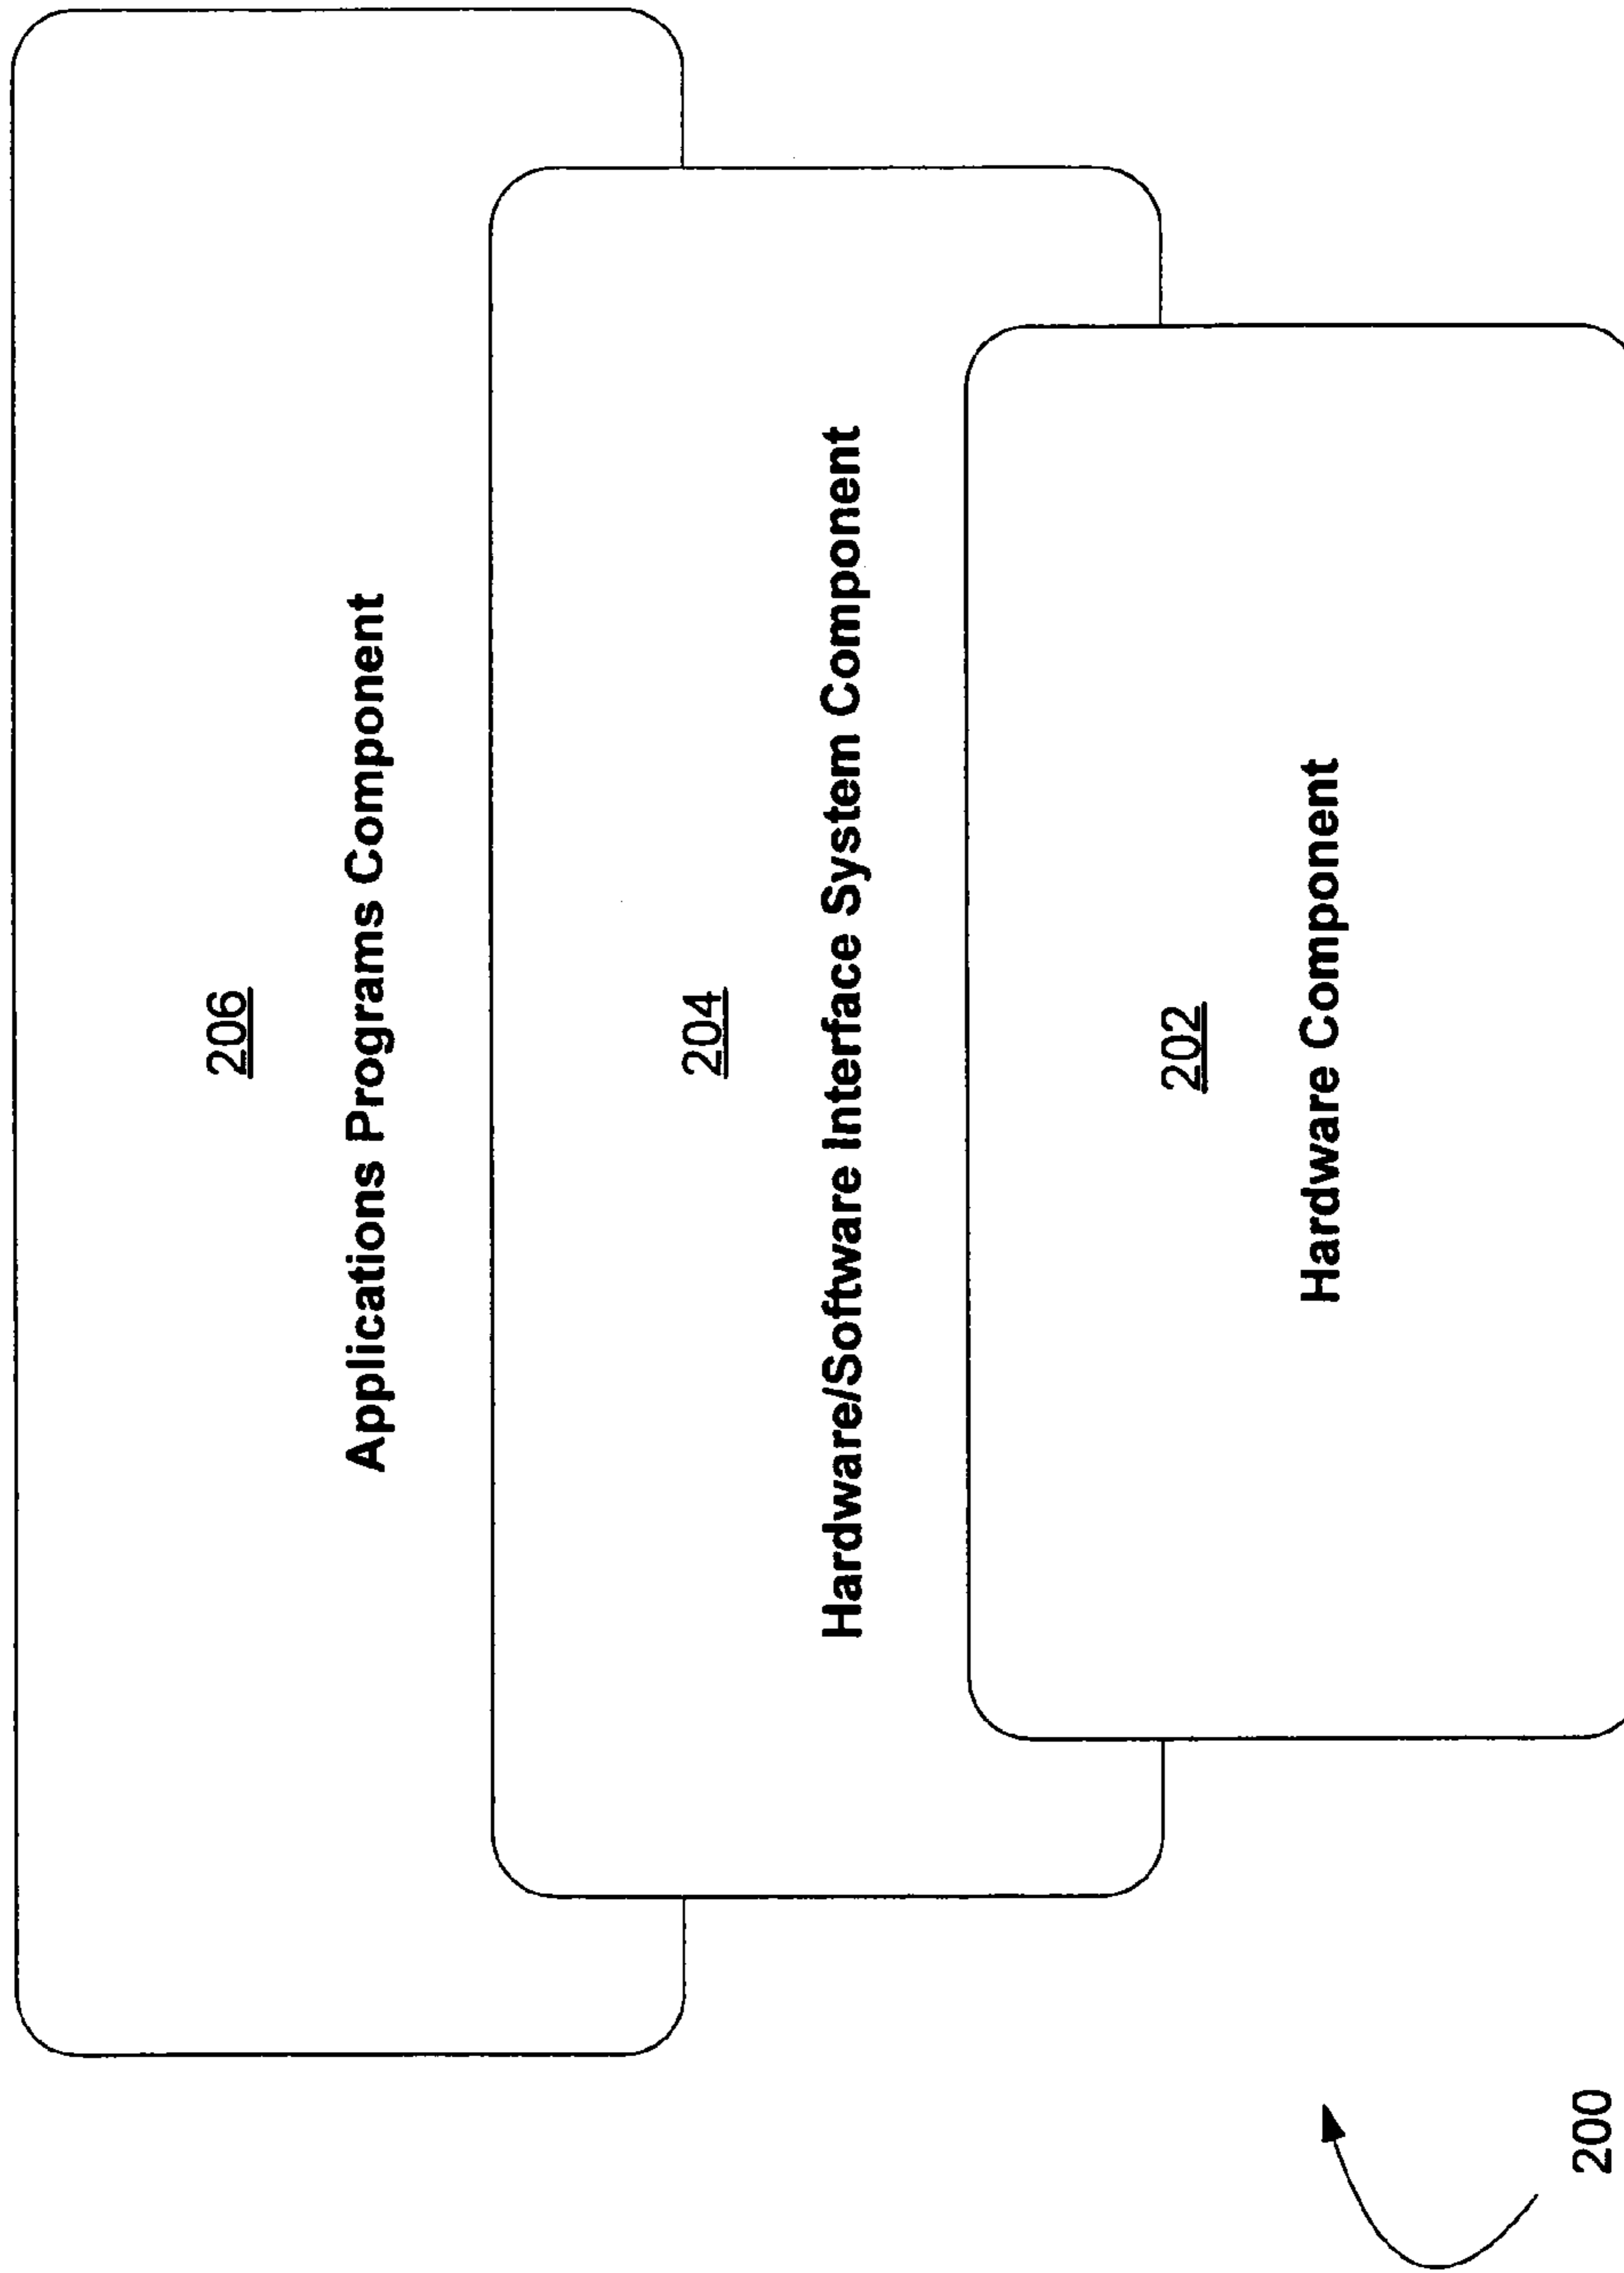 206
Applications Programs Component
204
Hardware/Software Interface System Component
202
Hardware Component
200